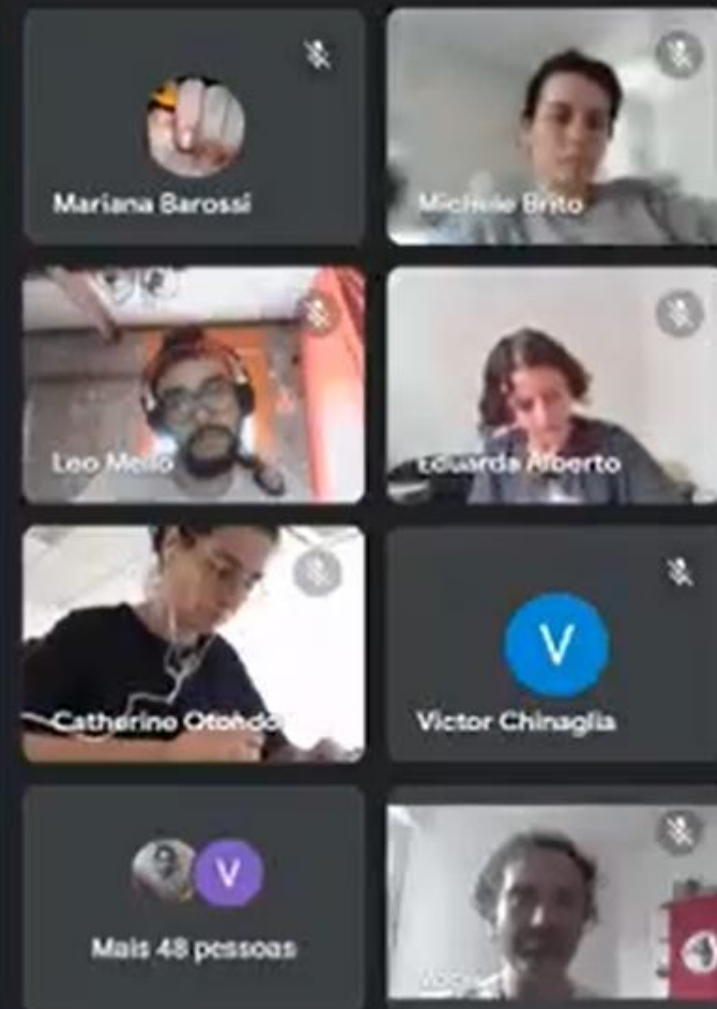 Mariana Barossi
Michele Brito
Leo Mello
Eduarda Alberto
Catherine Otondo
V
Victor Chinaglia
V
Mais 48 pessoas